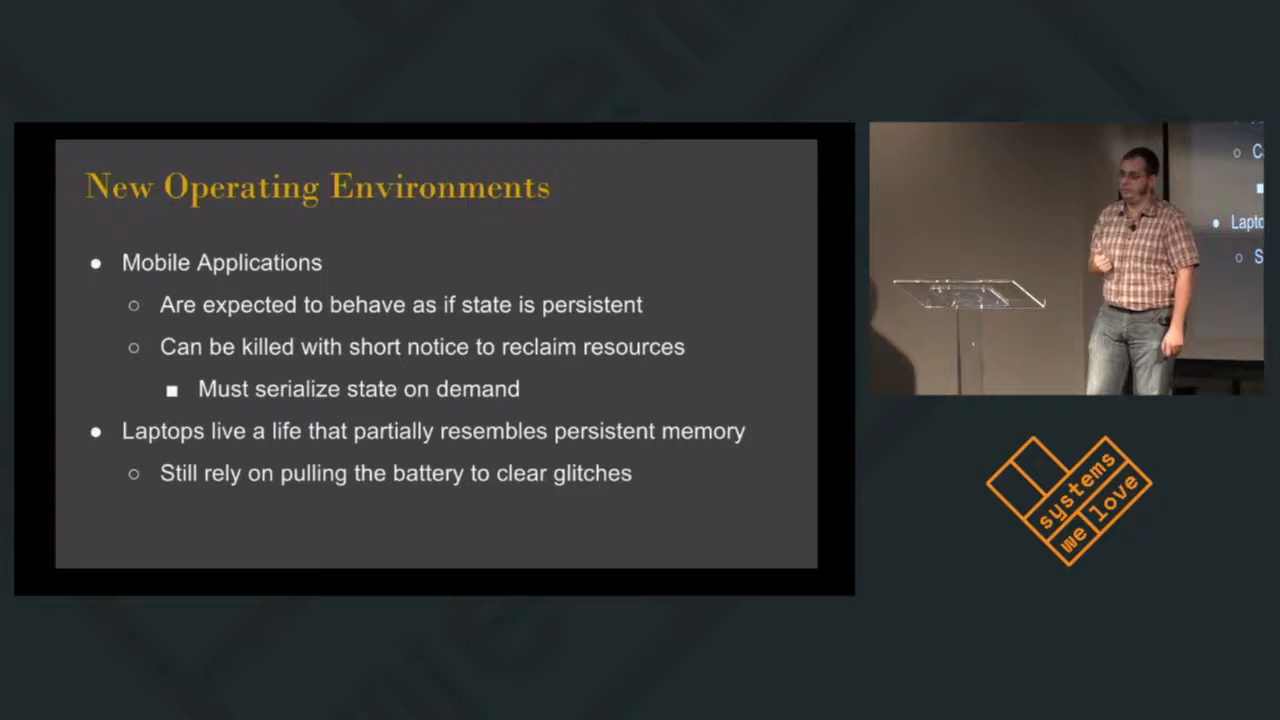 New Operating Environments
● Mobile Applications
○ Are expected to behave as if state is persistent
○ Can be killed with short notice to reclaim resources
■ Must serialize state on demand
● Laptops live a life that partially resembles persistent memory
○ Still rely on pulling the battery to clear glitches
systems
we love